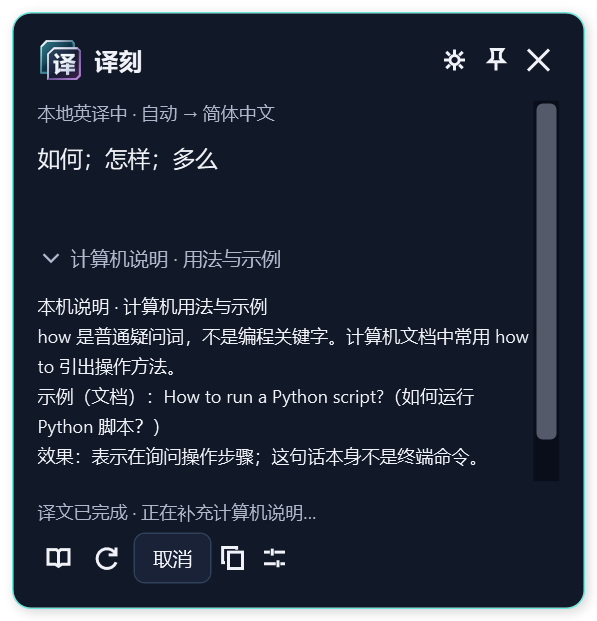 译 译刻
本地英译中 · 自动 → 简体中文
如何；怎样；多么
计算机说明 · 用法与示例
本机说明 · 计算机用法与示例
how 是普通疑问词，不是编程关键字。计算机文档中常用 how
to 引出操作方法。
示例（文档）：How to run a Python script?（如何运行
Python 脚本？）
效果：表示在询问操作步骤；这句话本身不是终端命令。
译文已完成 · 正在补充计算机说明...
取消